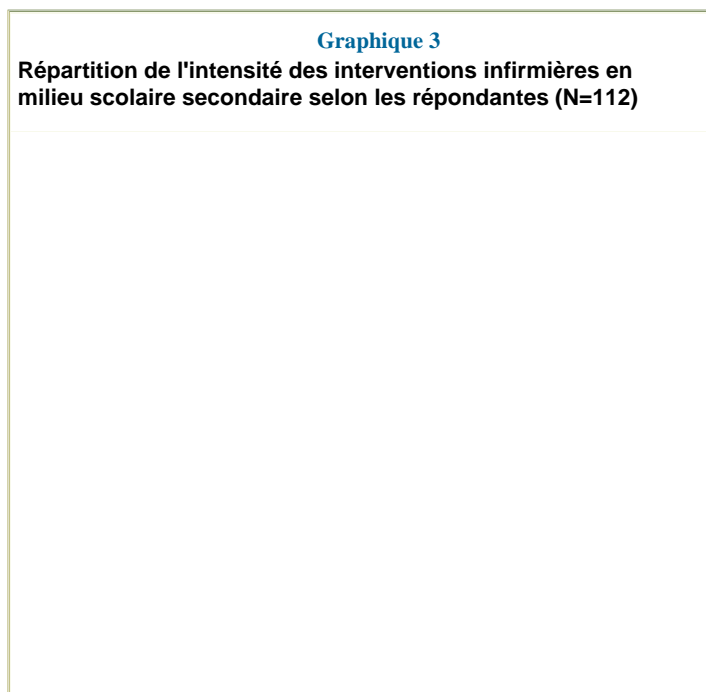 Graphique 3
Répartition de l'intensité des interventions infirmières en
milieu scolaire secondaire selon les répondantes (N=112)